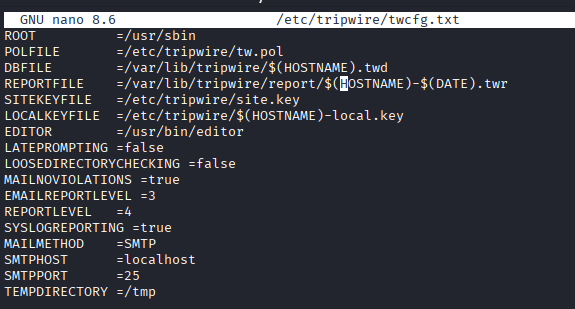 GNU nano 8.6 /etc/tripwire/twcfg.txt
ROOT =/usr/sbin
POLFILE =/etc/tripwire/tw.pol
DBFILE =/var/lib/tripwire/$(HOSTNAME).twd
REPORTFILE =/var/lib/tripwire/report/$(HOSTNAME)-$(DATE).twr
SITEKEYFILE =/etc/tripwire/site.key
LOCALKEYFILE =/etc/tripwire/$(HOSTNAME)-local.key
EDITOR =/usr/bin/editor
LATEPROMPTING =false
LOOSEDIRECTORYCHECKING =false
MAILNOVIOLATIONS =true
EMAILREPORTLEVEL =3
REPORTLEVEL =4
SYSLOGREPORTING =true
MAILMETHOD =SMTP
SMTPHOST =localhost
SMTPPORT =25
TEMPDIRECTORY =/tmp